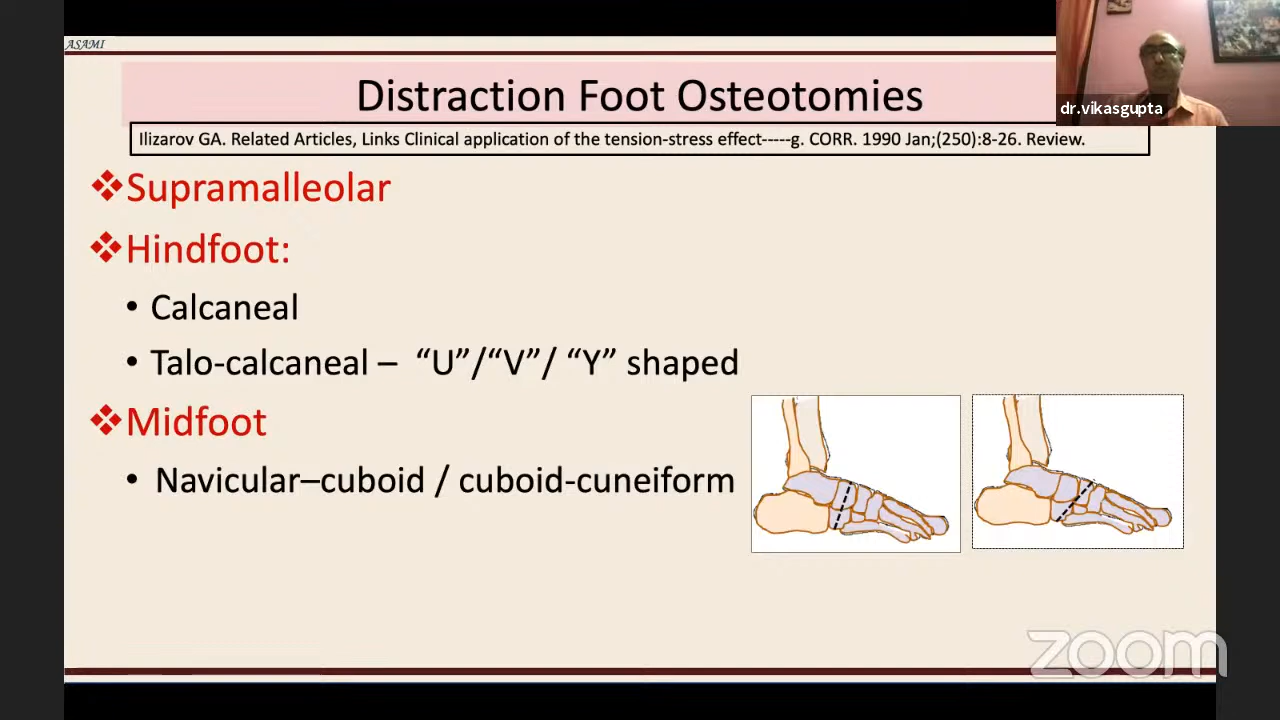 ASAMI
Distraction Foot Osteotomies
dr.vikasgupta
Ilizarov GA. Related Articles, Links Clinical application of the tension-stress effect-----g. CORR. 1990 Jan;(250):8-26. Review.
❖Supramalleolar
❖Hindfoot:
• Calcaneal
• Talo-calcaneal – “U”/“V”/ “Y” shaped
❖Midfoot
• Navicular–cuboid / cuboid-cuneiform
zoom